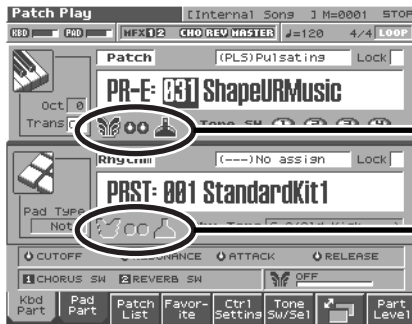 Patch Play [Internal Song ] M=0001 STOP
KBD PAD MFX 1 2 CHO REV MASTER ♩=120 4/4 LOOP
Patch (PLS)Pulsating Lock
PR-E: 031 ShapeURMusic
Oct 0
Trans
Tone SW 1 2 3 4
Rhythm (---)No assign Lock
PRST: 001 StandardKit1
Pad Type
Not
CUTOFF RESONANCE ATTACK RELEASE
1 CHORUS SW 2 REVERB SW OFF
Kbd Part Pad Part Patch List Favor-ite Ctrl Setting Tone Sw/Sel Part Level